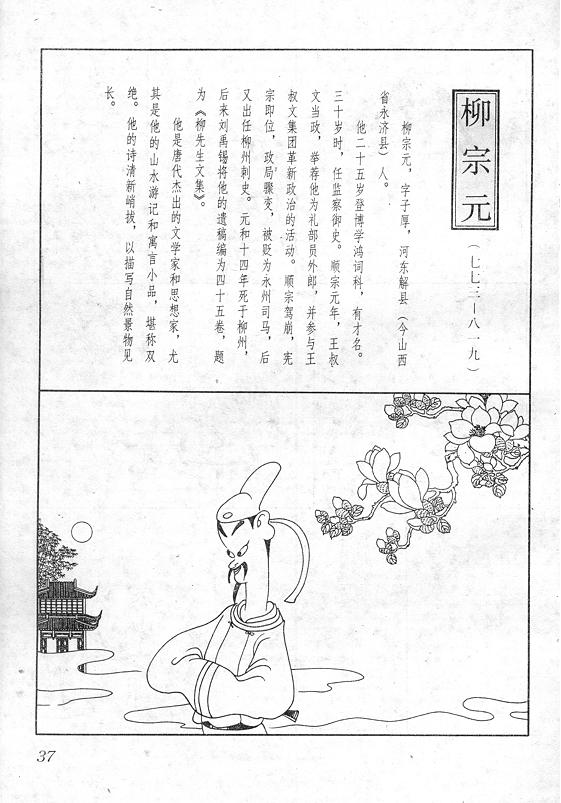 柳宗元
（七七三－八一九）
柳宗元，字子厚，河东解县（今山西
省永济县）人。
他二十五岁登博学鸿词科，有才名。
三十岁时，任监察御史。顺宗元年，王叔
文当政，举荐他为礼部员外郎，并参与王
叔文集团革新政治的活动。顺宗驾崩，宪
宗即位，政局骤变，被贬为永州司马，后
又出任柳州刺史。元和十四年死于柳州，
后来刘禹锡将他的遗稿编为四十五卷，题
为《柳先生文集》。
他是唐代杰出的文学家和思想家，尤
其是他的山水游记和寓言小品，堪称双
绝。他的诗清新峭拔，以描写自然景物见
长。
37